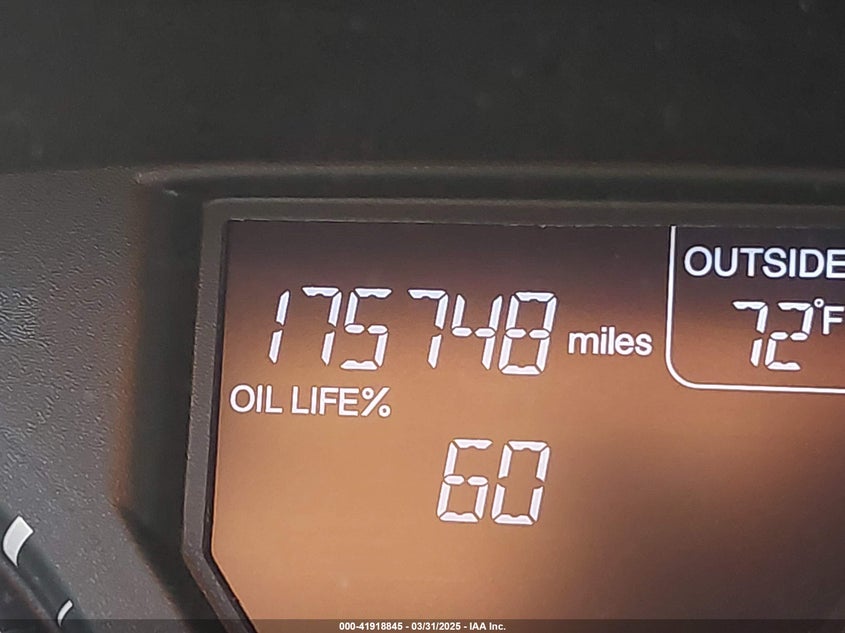 175748 miles
OUTSIDE
72°F
OIL LIFE%
60
000-41918845 - 03/31/2025 - IAA Inc.